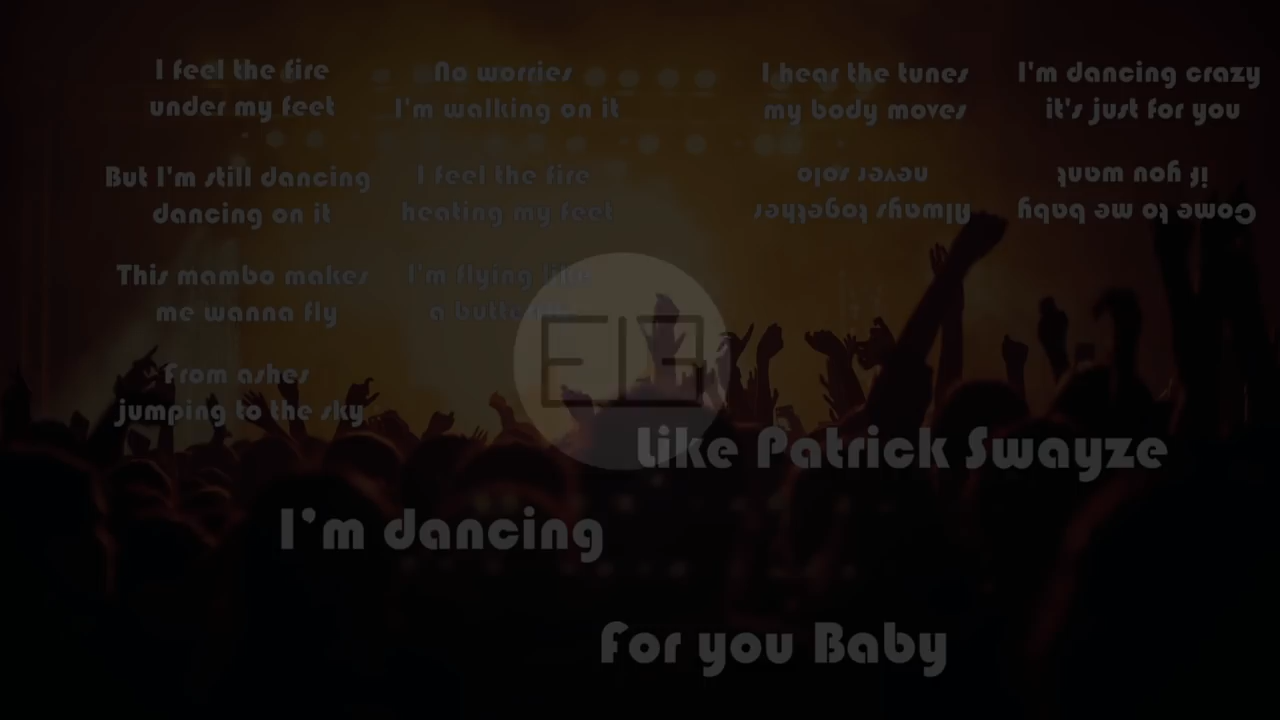 I feel the fire
under my feet
But I'm still dancing
dancing on it
This mambo makes
me wanna fly
From ashes
jumping to the sky
No worries
I'm walking on it
I feel the fire
heating my feet
I'm flying like
a
I hear the tunes
my body moves
Always together
never solo
I'm dancing crazy
it's just for you
Come to me baby
if you want
Like Patrick Swayze
I'm dancing
For you Baby